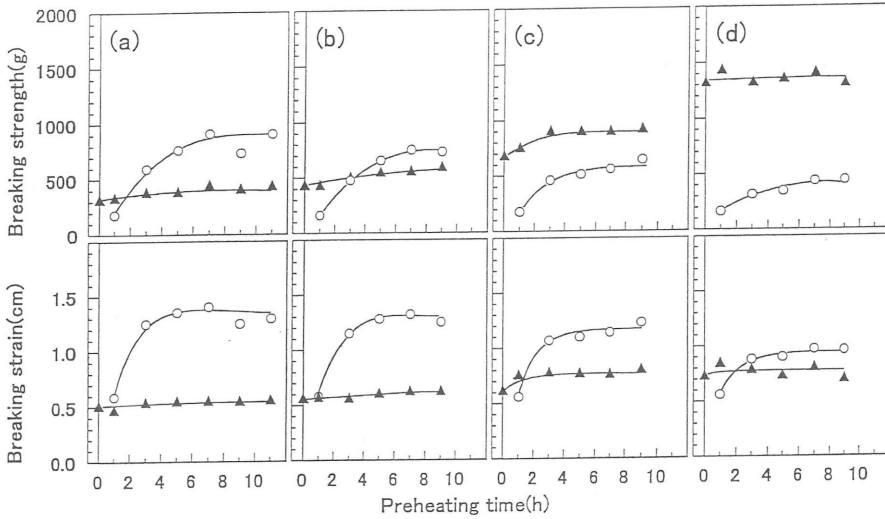 Breaking strength(g)
2000
1500
1000
500
0
(a)
(b)
(c)
(d)
Breaking strain(cm)
1.5
1.0
0.5
0.0
0 2 4 6 8 10
0 2 4 6 8 10
0 2 4 6 8 10
0 2 4 6 8 10
Preheating time(h)